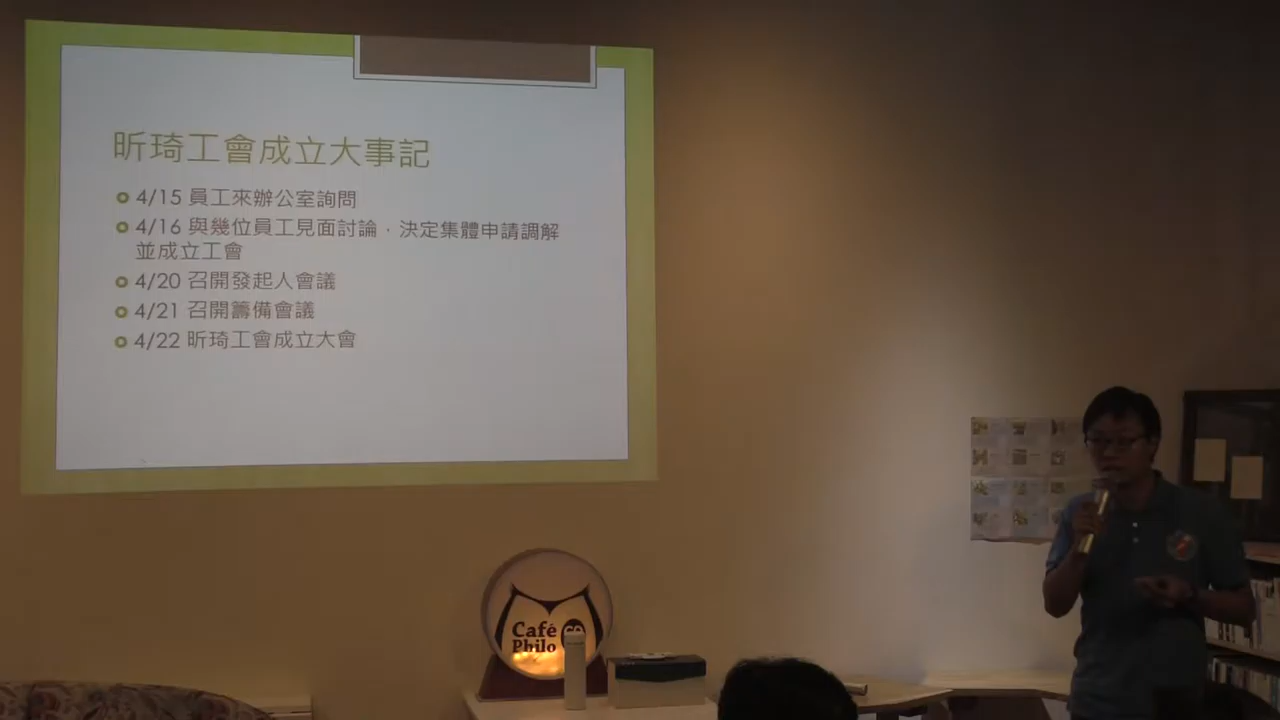 昕琦工會成立大事記
4/15 員工來辦公室詢問
4/16 與幾位員工見面討論，決定集體申請調解
並成立工會
4/20 召開發起人會議
4/21 召開籌備會議
4/22 昕琦工會成立大會
Café
Philo